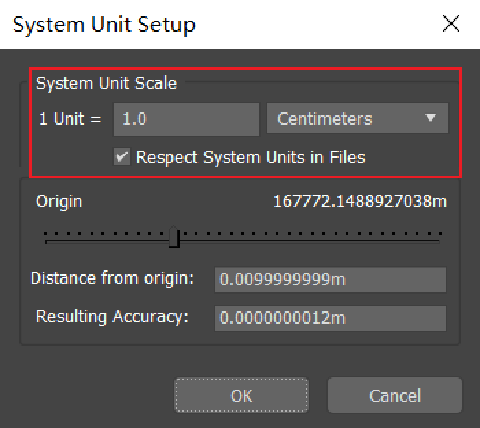 System Unit Setup
System Unit Scale
1 Unit = 1.0 Centimeters
Respect System Units in Files
Origin 167772.1488927038m
Distance from origin: 0.0099999999m
Resulting Accuracy: 0.0000000012m
OK Cancel